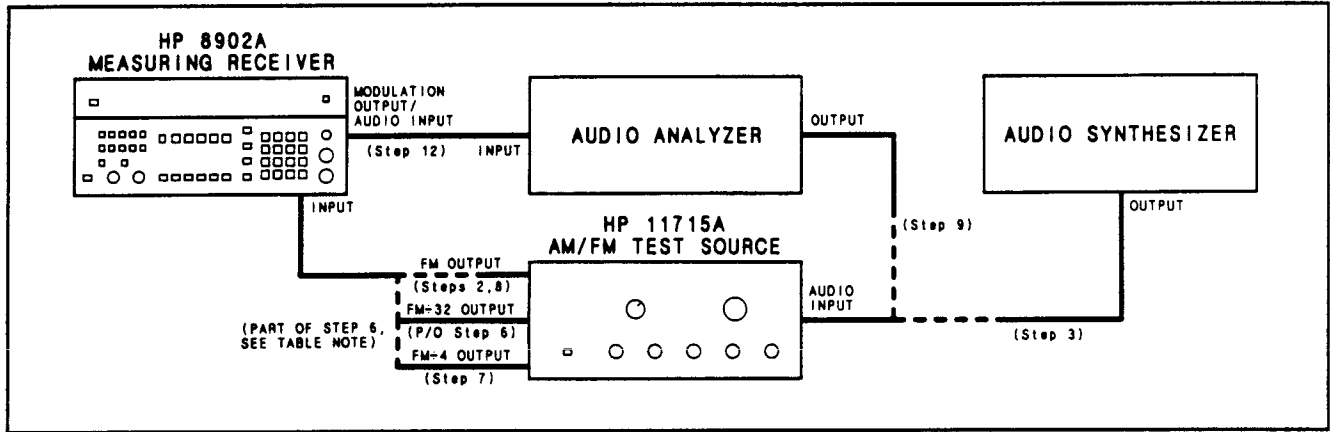 HP 8902A
MEASURING RECEIVER
MODULATION
OUTPUT/
AUDIO INPUT
(Step 12)
INPUT
AUDIO ANALYZER
OUTPUT
AUDIO SYNTHESIZER
INPUT
OUTPUT
(Step 9)
HP 11715A
AM/FM TEST SOURCE
FM OUTPUT
(Steps 2,8)
AUDIO
INPUT
FM÷32 OUTPUT
(P/O Step 6)
(PART OF STEP 6,
SEE TABLE NOTE)
(Step 3)
FM÷4 OUTPUT
(Step 7)